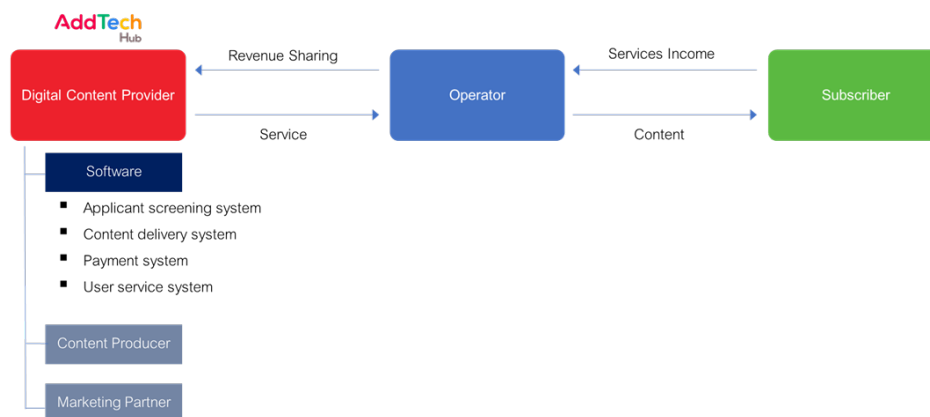 AddTech
Hub
Revenue Sharing
Services Income
Digital Content Provider
Operator
Subscriber
Service
Content
Software
▪ Applicant screening system
▪ Content delivery system
▪ Payment system
▪ User service system
Content Producer
Marketing Partner